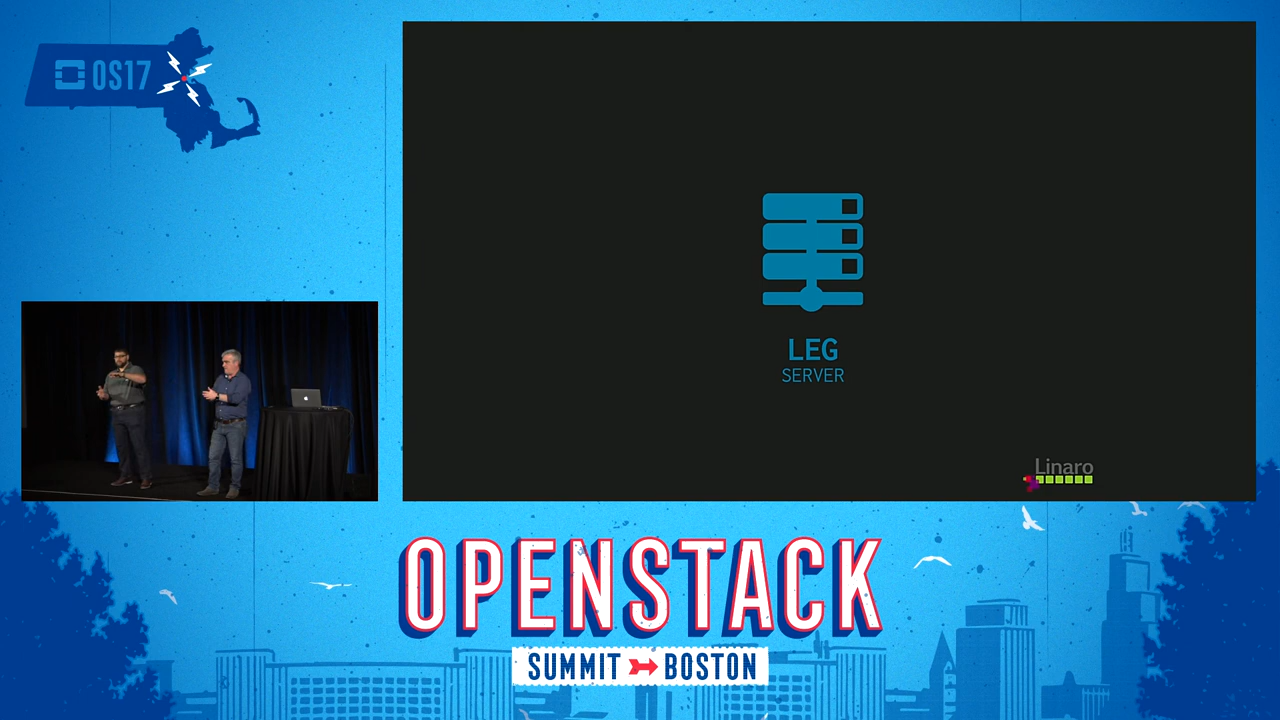 OS17
LEG
SERVER
Linaro
OPENSTACK
SUMMIT BOSTON